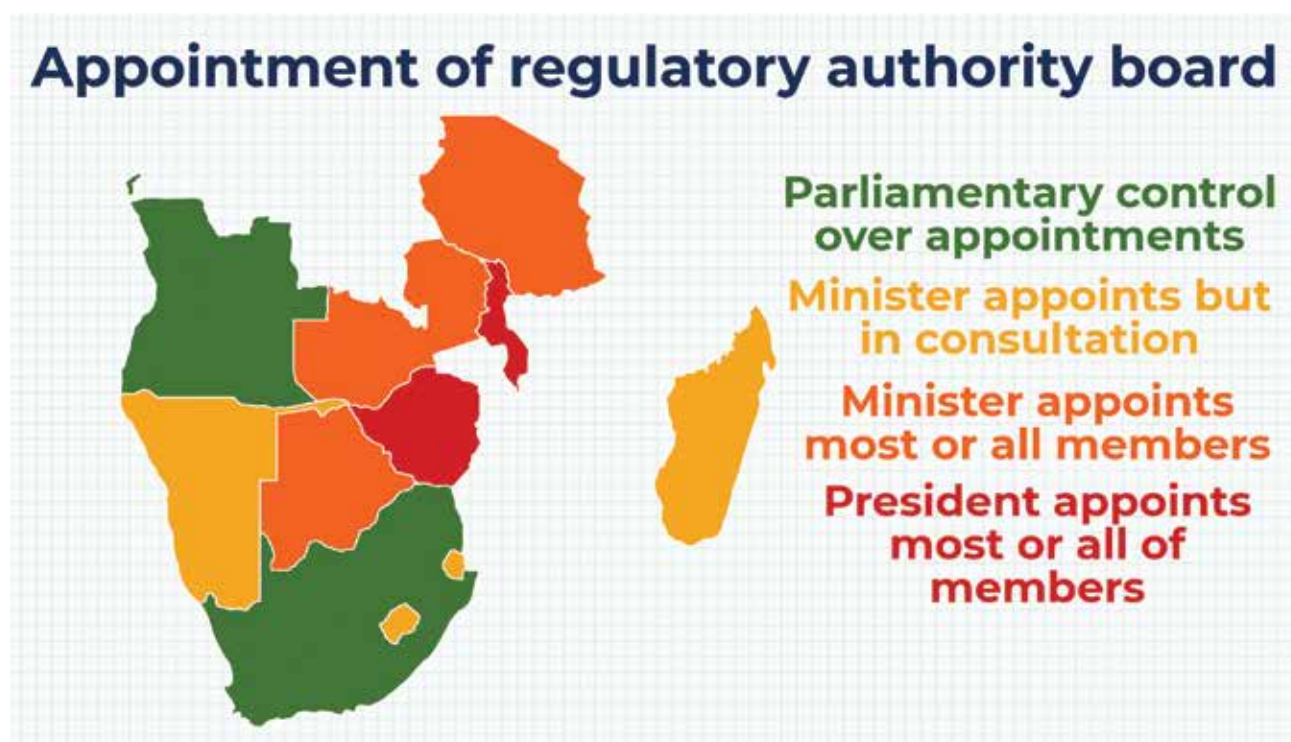 Appointment of regulatory authority board
Parliamentary control
over appointments
Minister appoints but
in consultation
Minister appoints
most or all members
President appoints
most or all of
members